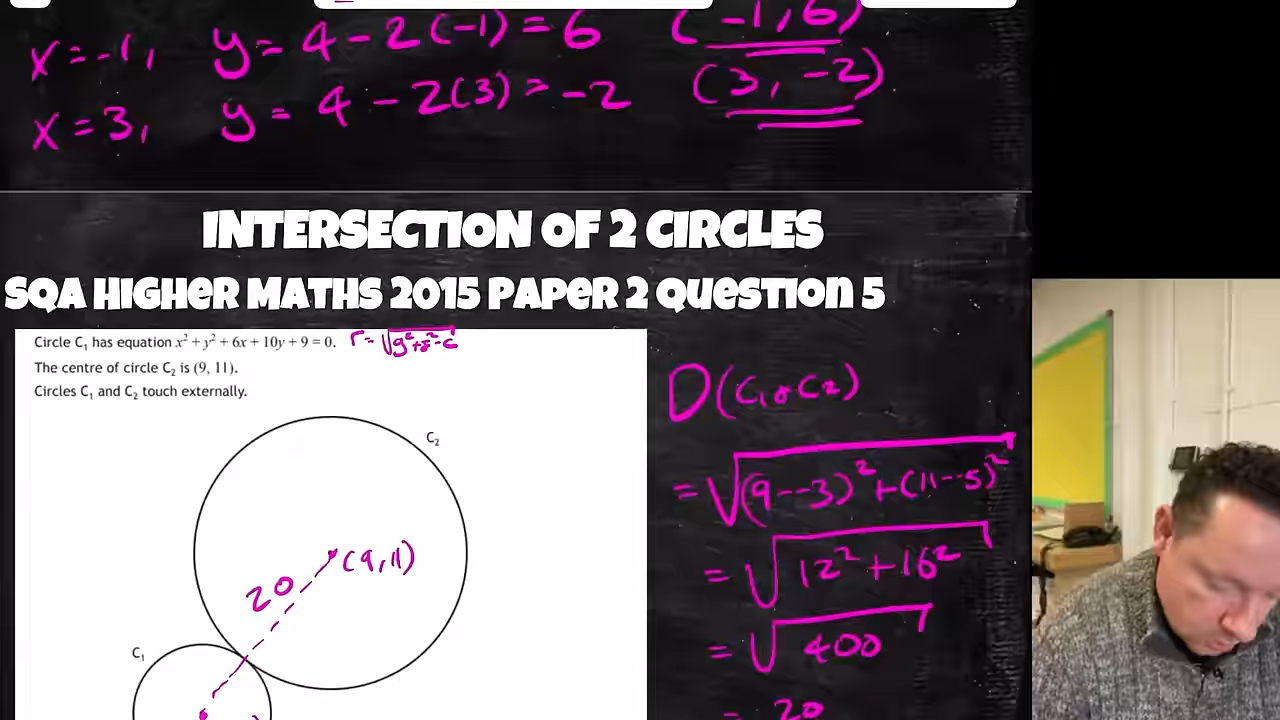 x=-1, y=4-2(-1)=6 (-1,6)
x=3, y=4-2(3)=-2 (3,-2)
INTERSECTION OF 2 CIRCLES
SQA HIGHER MATHS 2015 PAPER 2 QUESTION 5
Circle C₁ has equation x² + y² + 6x + 10y + 9 = 0. r=√g²+f²-c
The centre of circle C₂ is (9, 11).
Circles C₁ and C₂ touch externally.
C₂
(9,11)
20
C₁
D(C₁ & C₂)
=√(9--3)²+(11--5)²
=√12²+16²
=√400
= 20